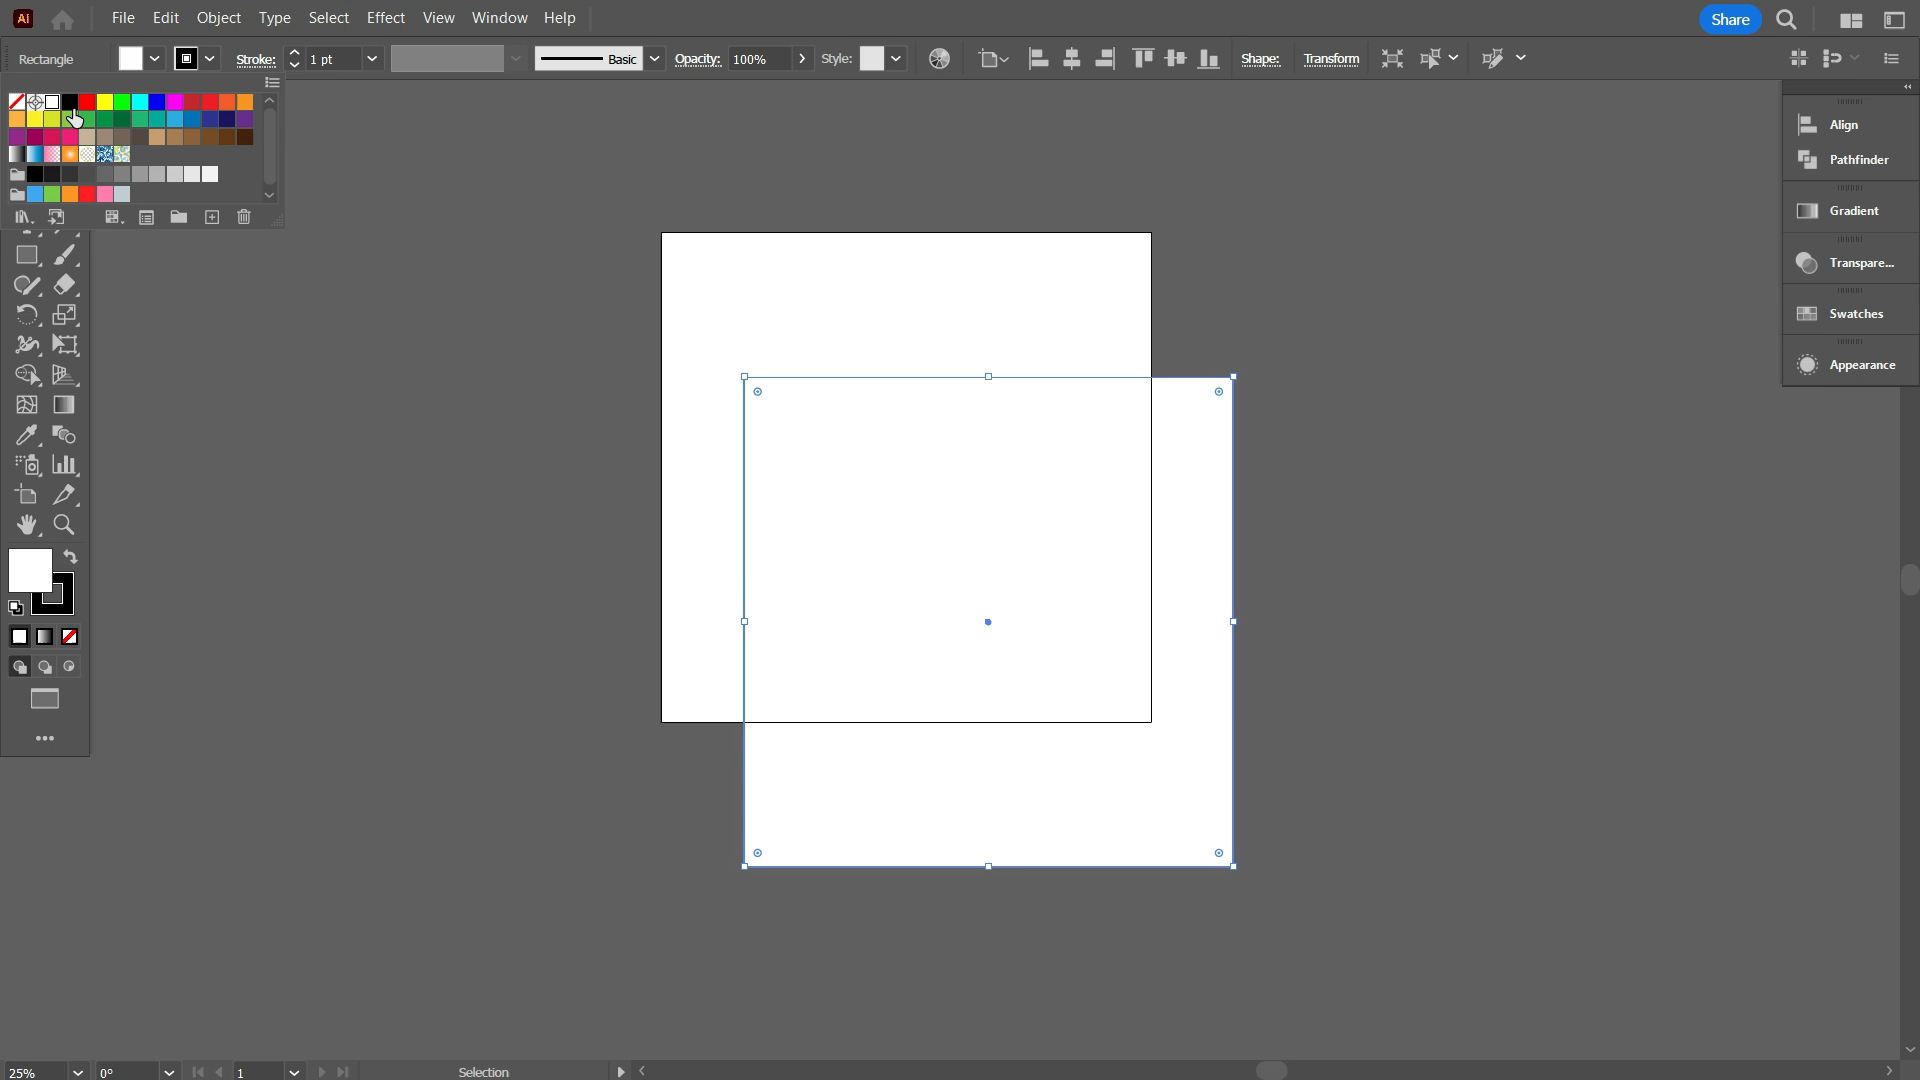 Ai File Edit Object Type Select Effect View Window Help Share
Rectangle Stroke: 1 pt Basic Opacity: 100% Style: Shape: Transform
Align
Pathfinder
Gradient
Transpare...
Swatches
Appearance
25% 0° 1 Selection